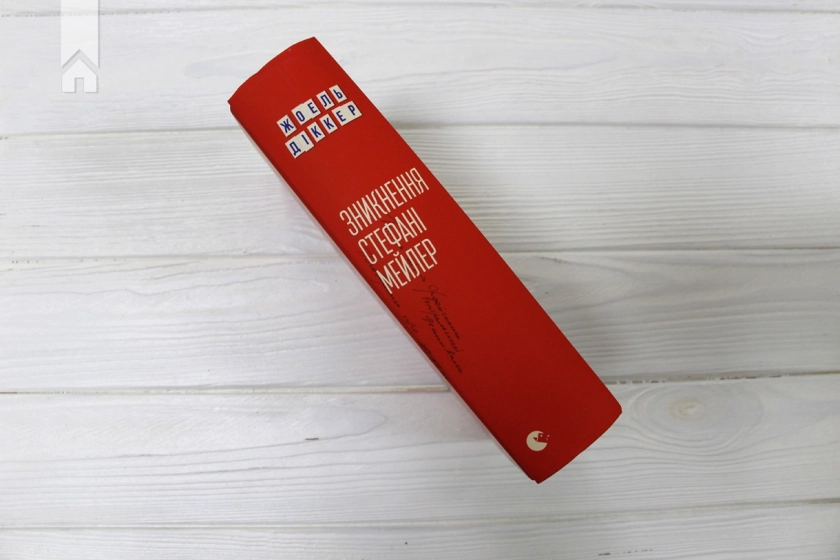 ЖОЕЛЬ
ДІККЕР
ЗНИКНЕННЯ
СТЕФАНІ
МЕЙЛЕР